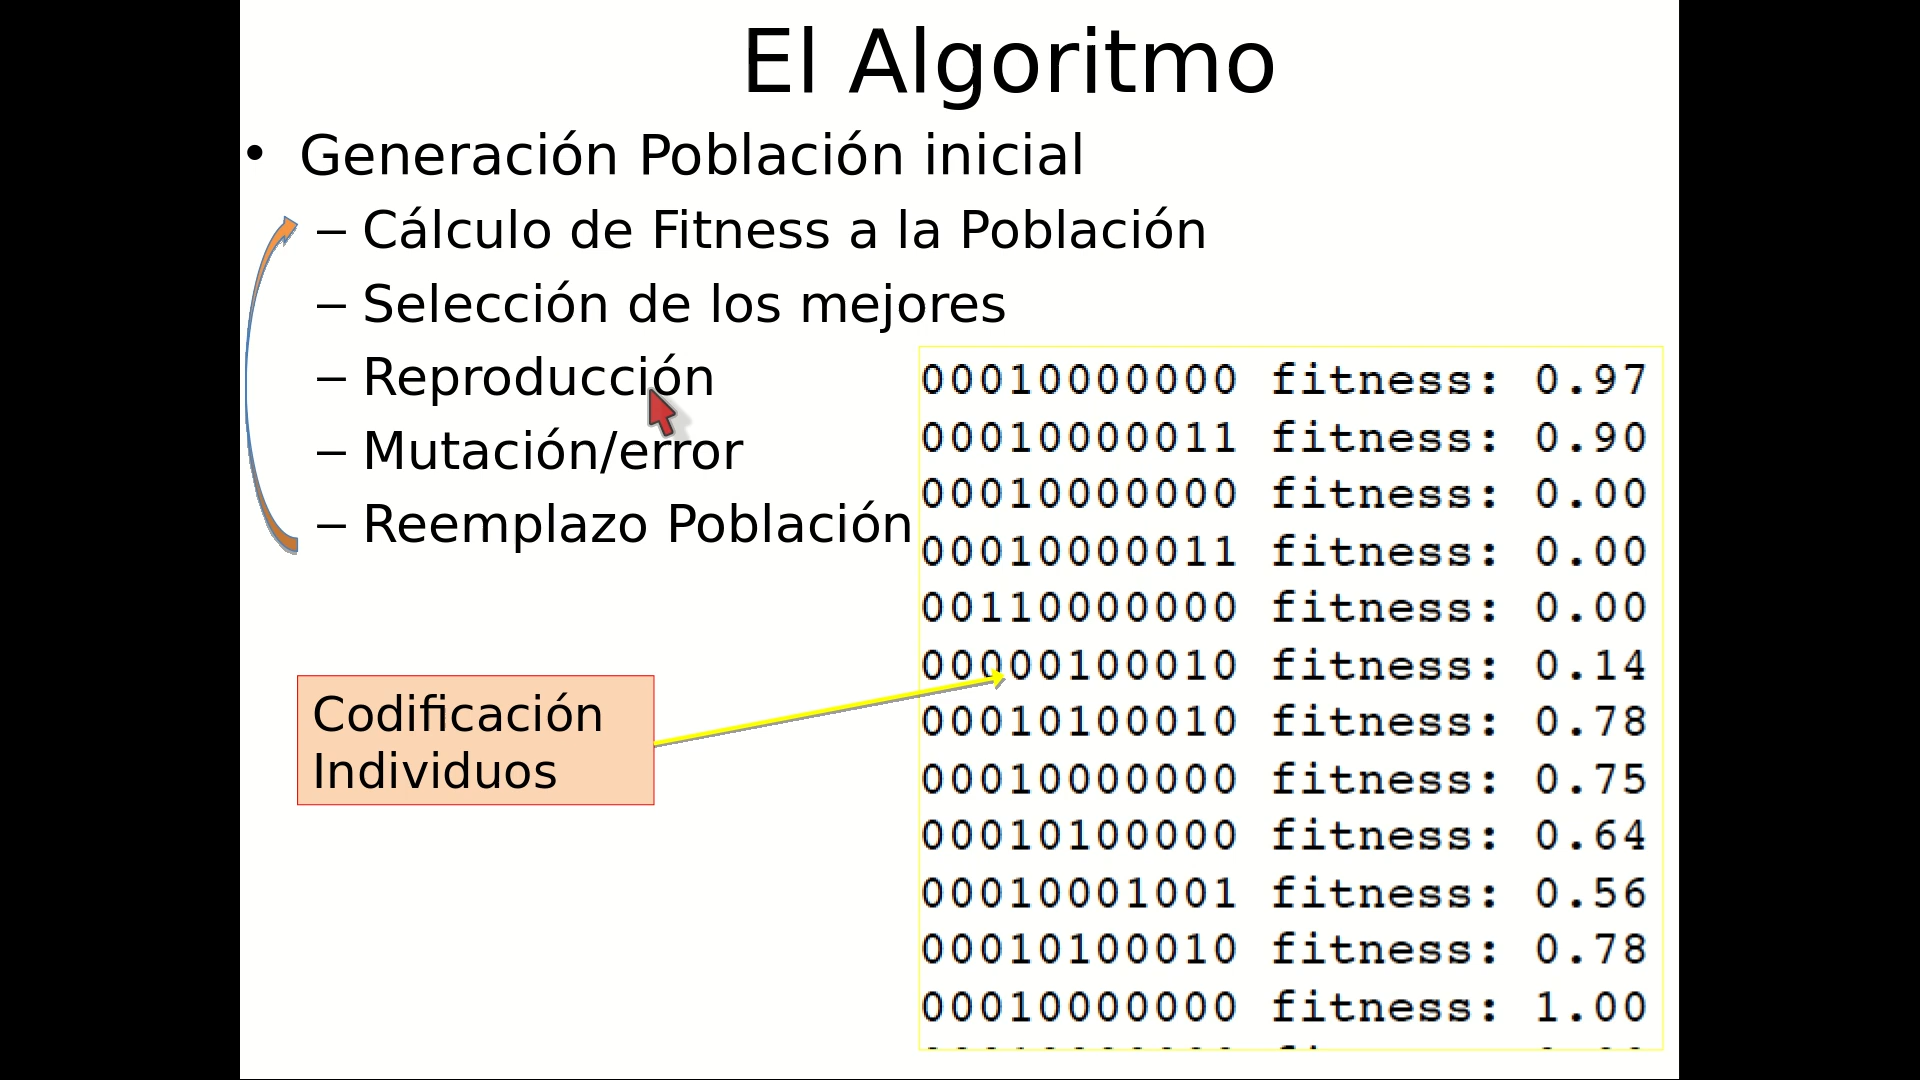 El Algoritmo
• Generación Población inicial
– Cálculo de Fitness a la Población
– Selección de los mejores
– Reproducción
– Mutación/error
– Reemplazo Población
00010000000 fitness: 0.97
00010000011 fitness: 0.90
00010000000 fitness: 0.00
00010000011 fitness: 0.00
00110000000 fitness: 0.00
00000100010 fitness: 0.14
00010100010 fitness: 0.78
00010000000 fitness: 0.75
00010100000 fitness: 0.64
00010001001 fitness: 0.56
00010100010 fitness: 0.78
00010000000 fitness: 1.00
Codificación
Individuos